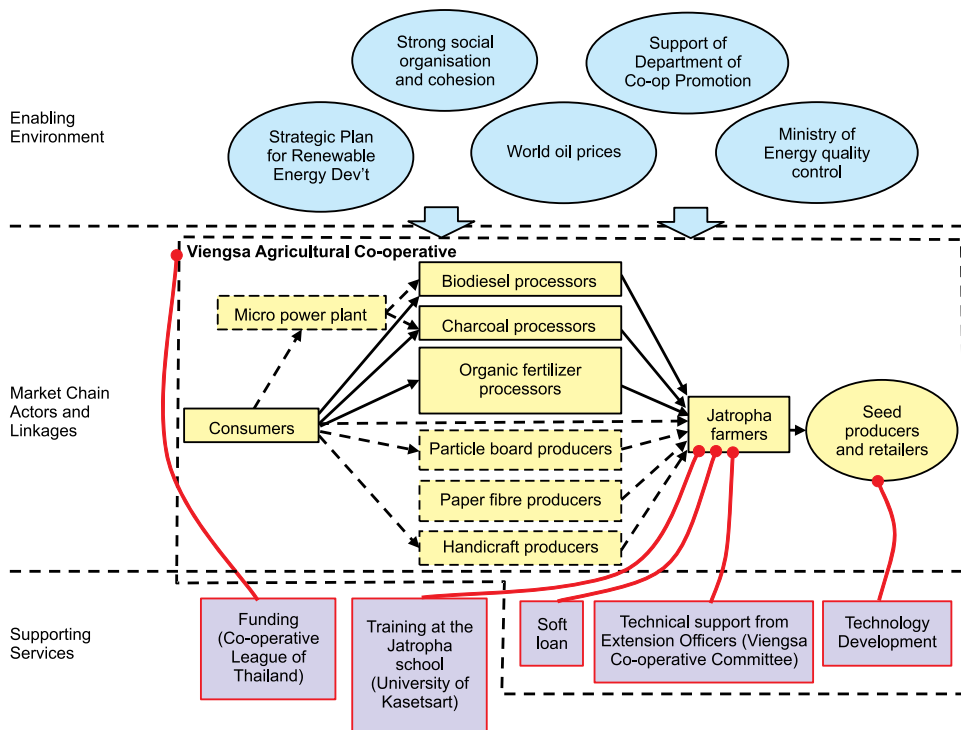 Strong social
organisation
and cohesion
Support of
Department of
Co-op Promotion
Enabling
Environment
Strategic Plan
for Renewable
Energy Dev't
World oil prices
Ministry of
Energy quality
control
Viengsa Agricultural Co-operative
Biodiesel processors
Micro power plant
Charcoal processors
Organic fertilizer
processors
Market Chain
Actors and
Linkages
Consumers
Jatropha
farmers
Seed
producers
and retailers
Particle board producers
Paper fibre producers
Handicraft producers
Supporting
Services
Funding
(Co-operative
League of
Thailand)
Training at the
Jatropha
school
(University of
Kasetsart)
Soft
loan
Technical support from
Extension Officers (Viengsa
Co-operative Committee)
Technology
Development